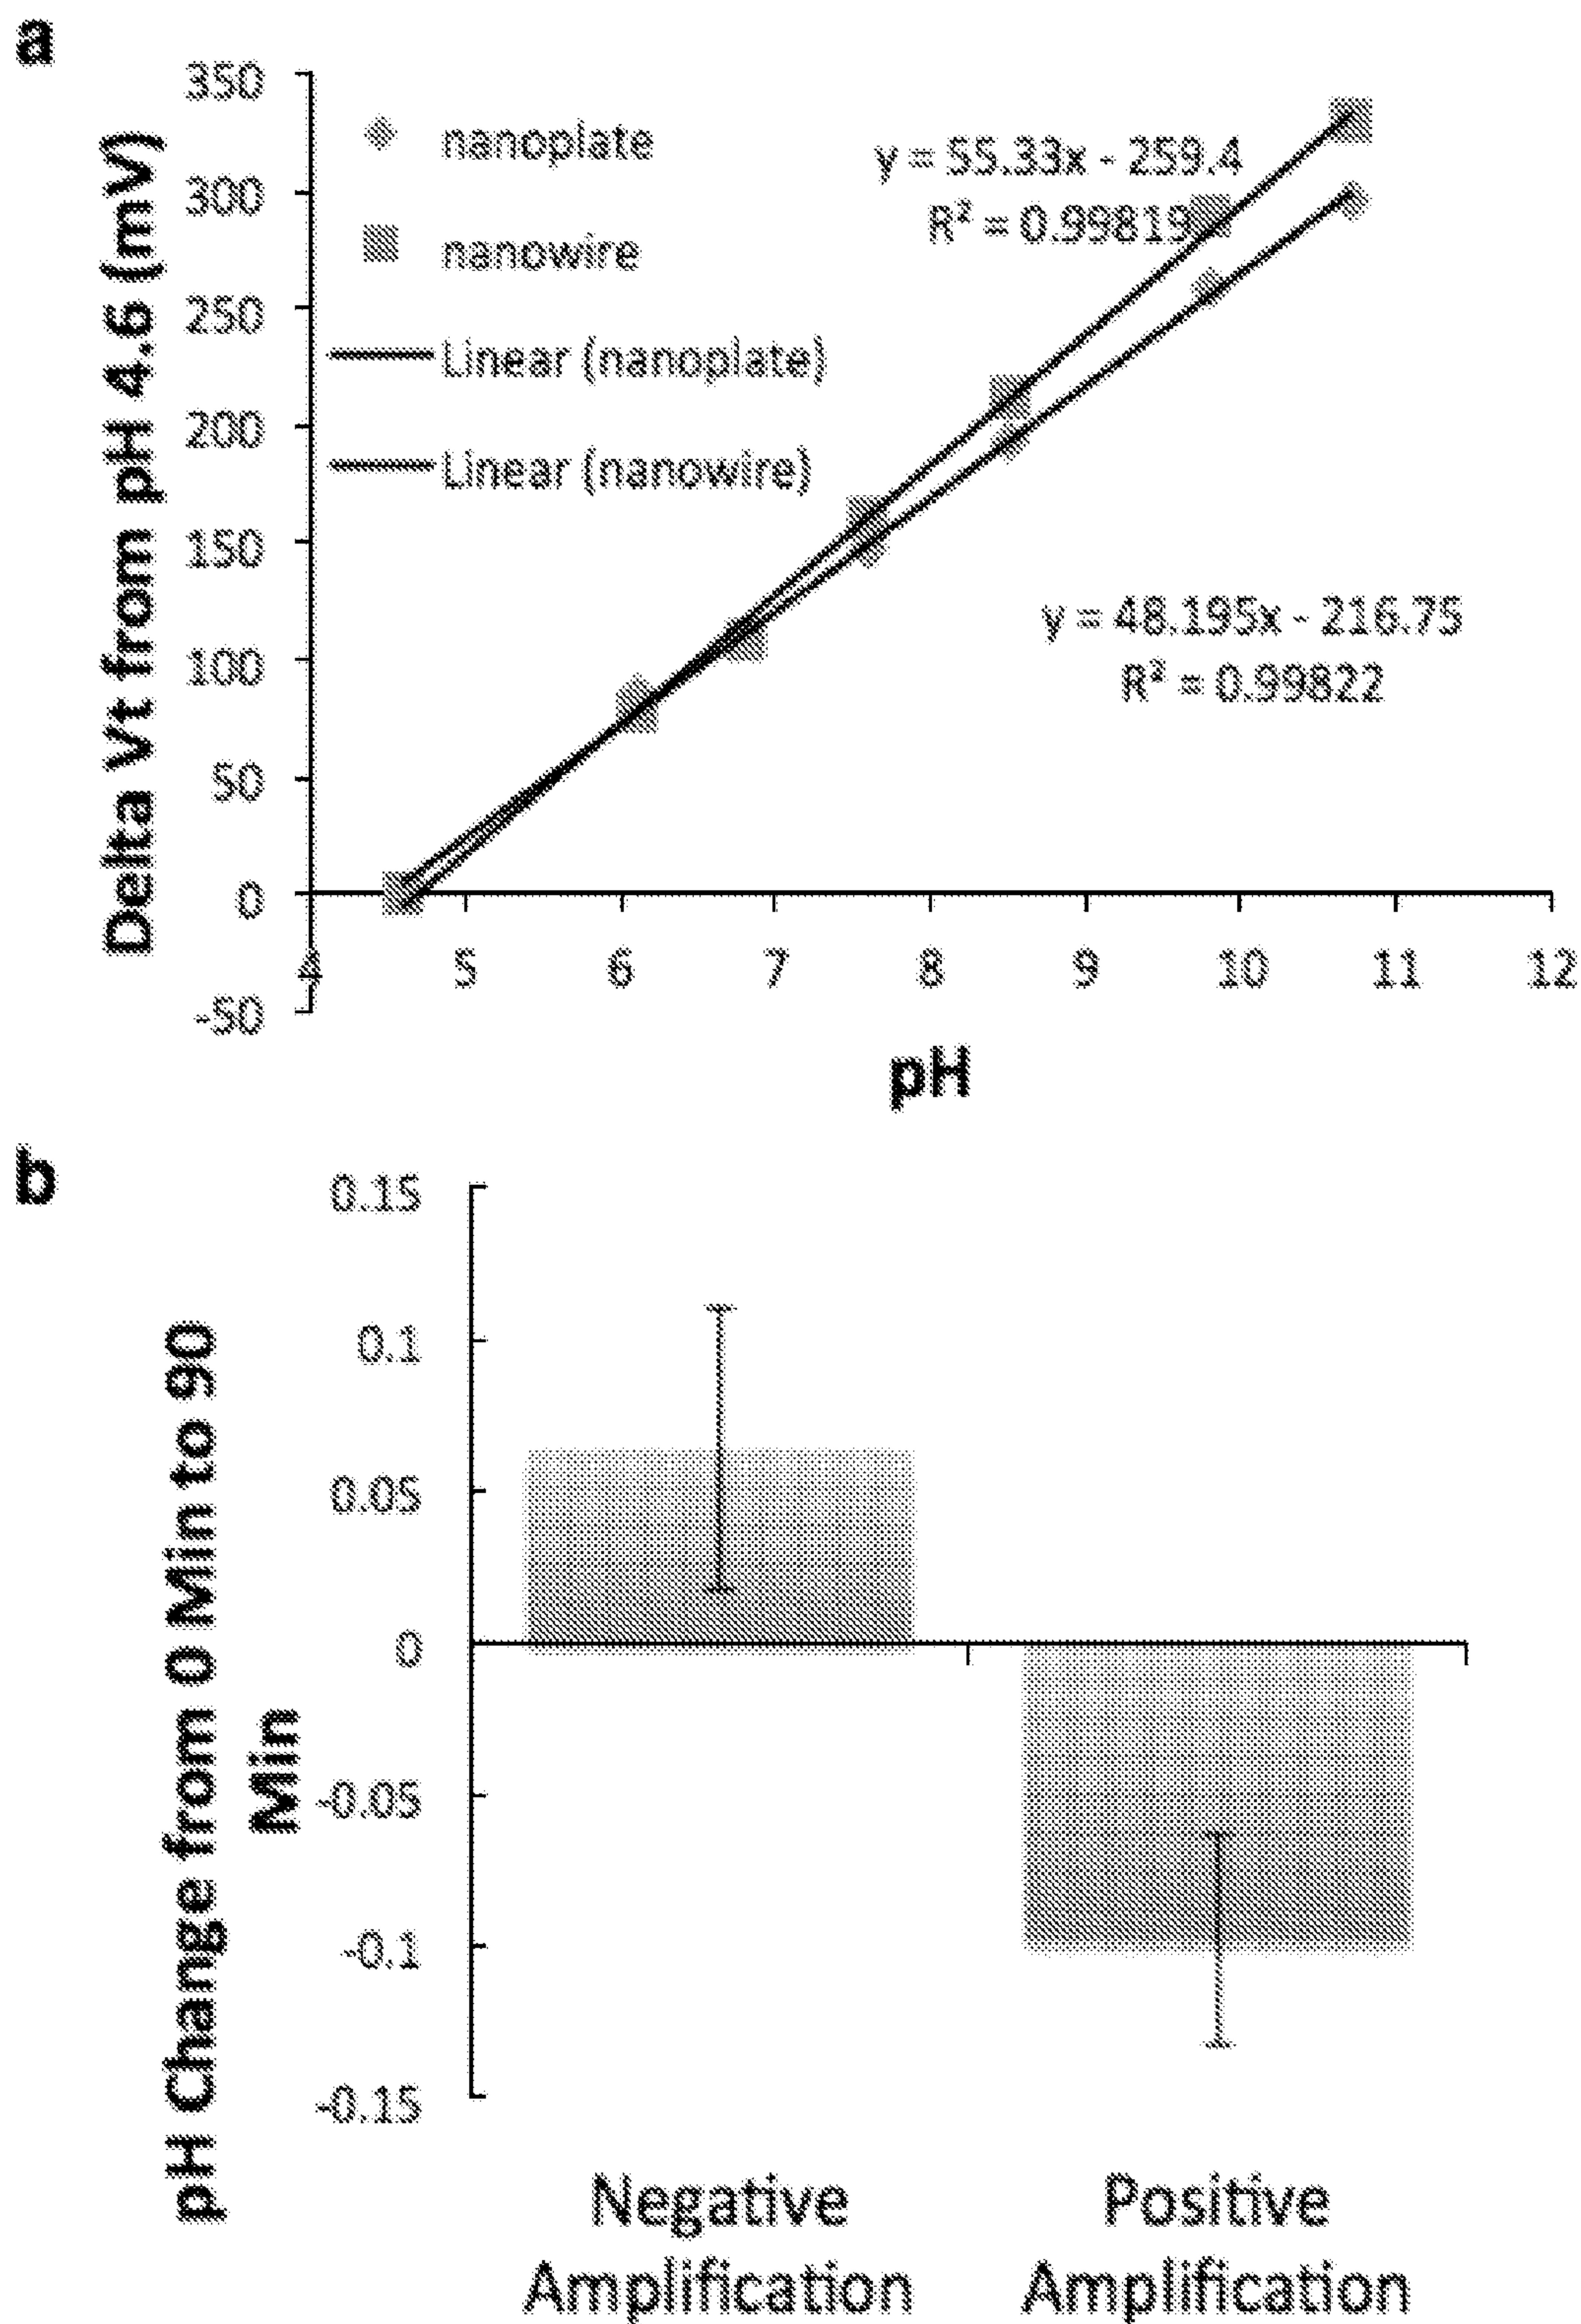 a
350
300
250
200
150
100
50
0
-50
Delta Vt from pH 4.6 (mV)
nanoplate
nanowire
Linear (nanoplate)
Linear (nanowire)
y = 55.33x - 259.4
R² = 0.99819
y = 48.195x - 216.75
R² = 0.99822
4 5 6 7 8 9 10 11 12
pH
b
0.15
0.1
0.05
0
-0.05
-0.1
-0.15
pH Change from 0 Min to 90
Min
Negative
Amplification
Positive
Amplification